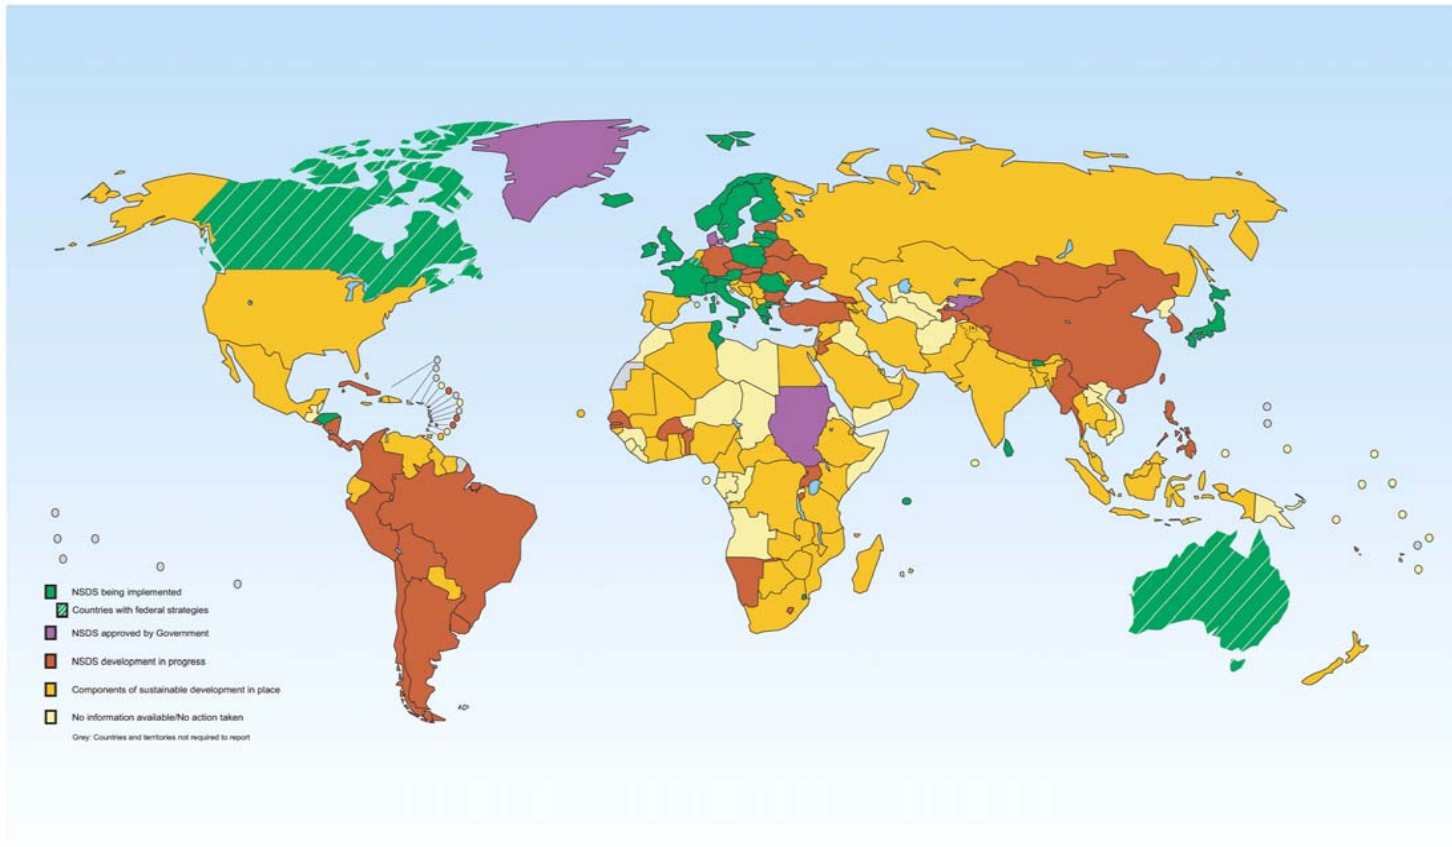 NSDS being implemented
Countries with federal strategies
NSDS approved by Government
NSDS development in progress
Components of sustainable development in place
No information available/No action taken
Grey: Countries and territories not required to report